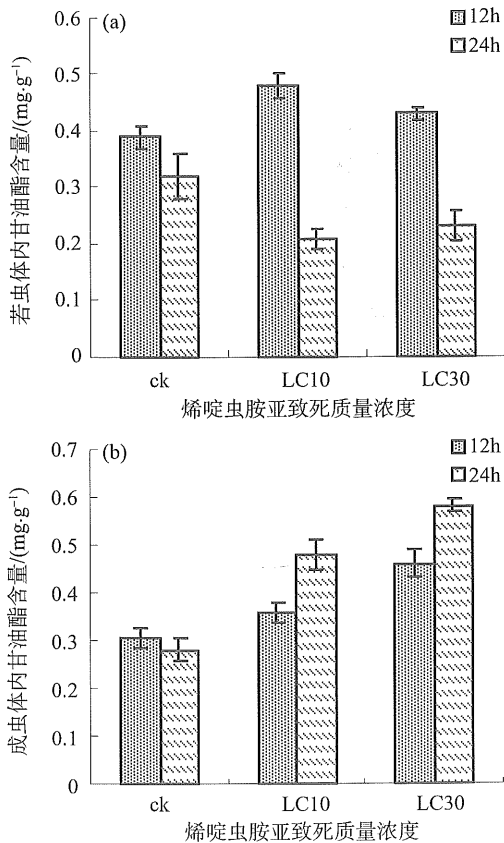 (a)
12h
24h
0.6
0.5
0.4
0.3
0.2
0.1
0
若虫体内甘油酯含量/(mg·g⁻¹)
ck LC10 LC30
烯啶虫胺亚致死质量浓度
(b)
12h
24h
0.7
0.6
0.5
0.4
0.3
0.2
0.1
0
成虫体内甘油酯含量/(mg·g⁻¹)
ck LC10 LC30
烯啶虫胺亚致死质量浓度